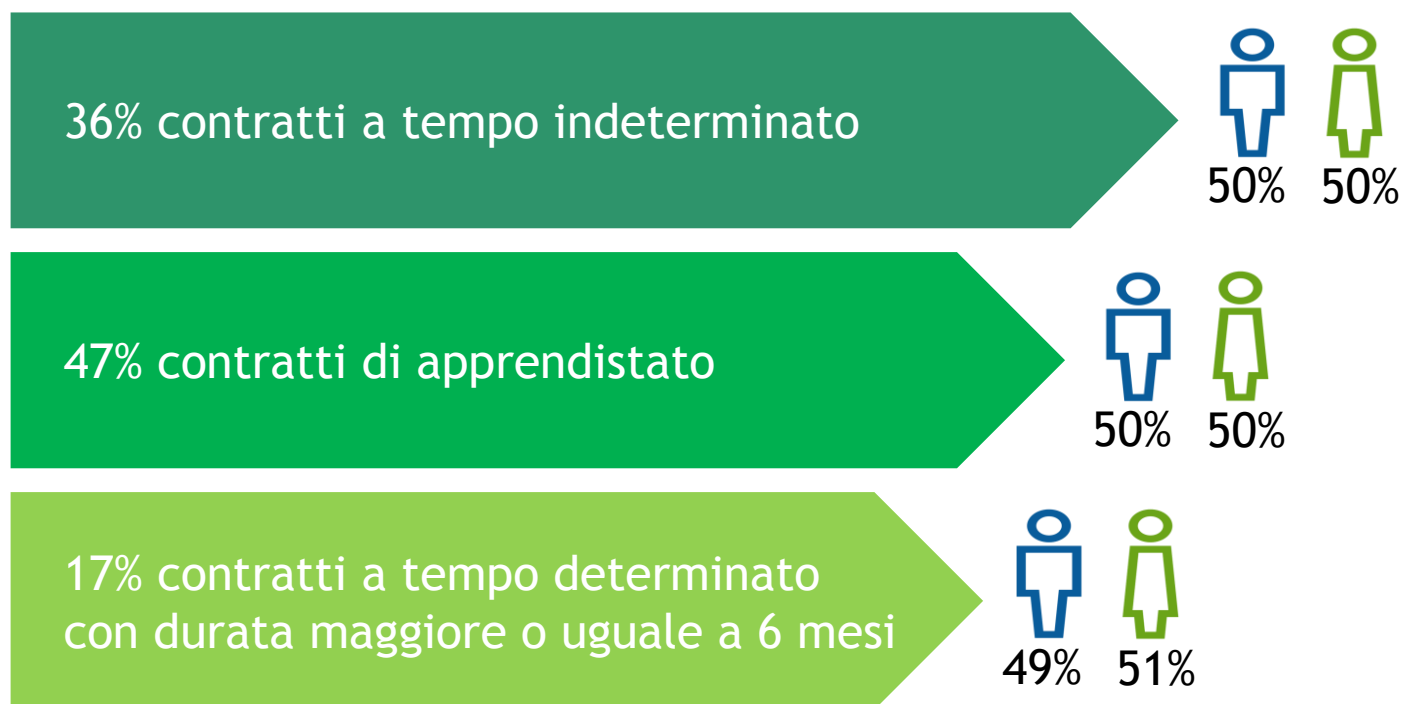 36% contratti a tempo indeterminato
50% 50%
47% contratti di apprendistato
50% 50%
17% contratti a tempo determinato
con durata maggiore o uguale a 6 mesi
49% 51%